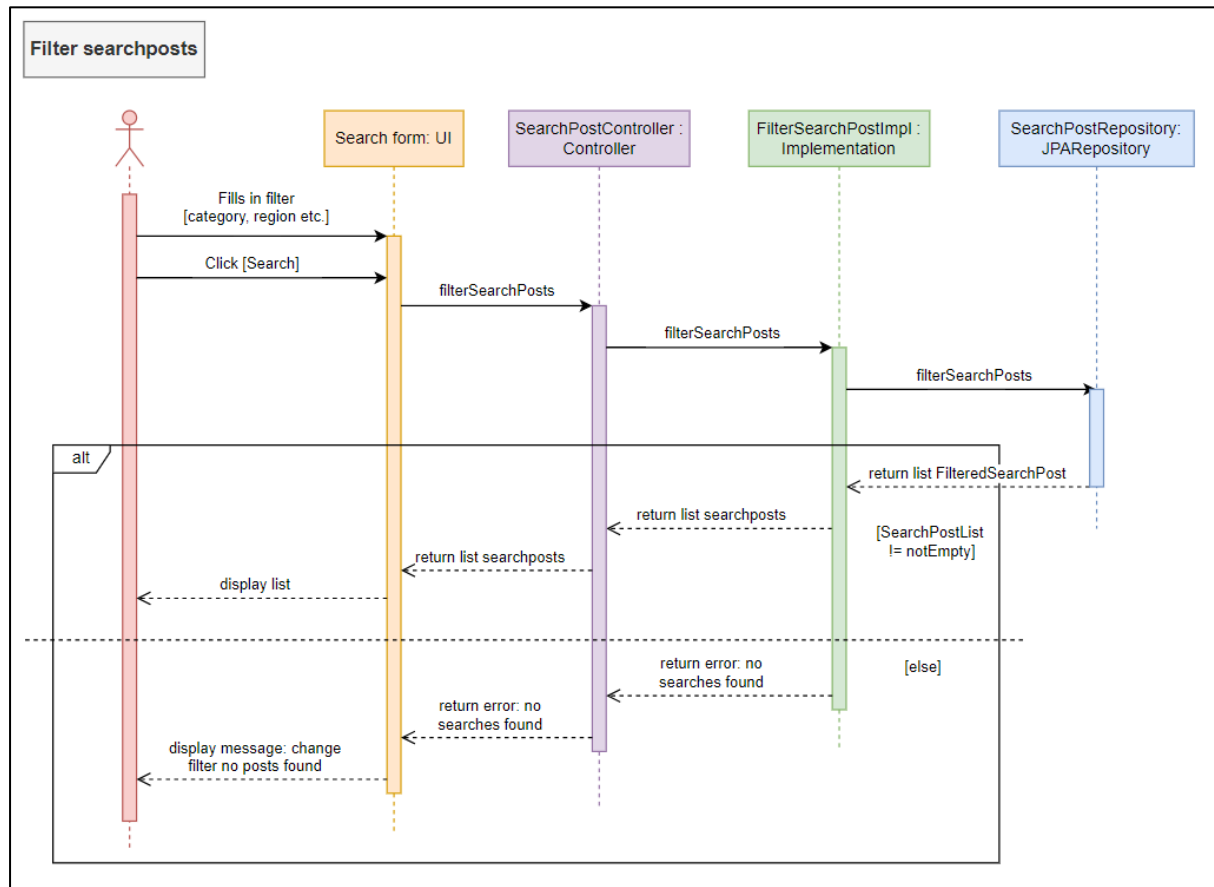 Filter searchposts
Search form: UI
SearchPostController :
Controller
FilterSearchPostImpl :
Implementation
SearchPostRepository:
JPARepository
Fills in filter
[category, region etc.]
Click [Search]
filterSearchPosts
filterSearchPosts
filterSearchPosts
alt
return list FilteredSearchPost
return list searchposts
[SearchPostList
!= notEmpty]
return list searchposts
display list
[else]
return error: no
searches found
return error: no
searches found
display message: change
filter no posts found